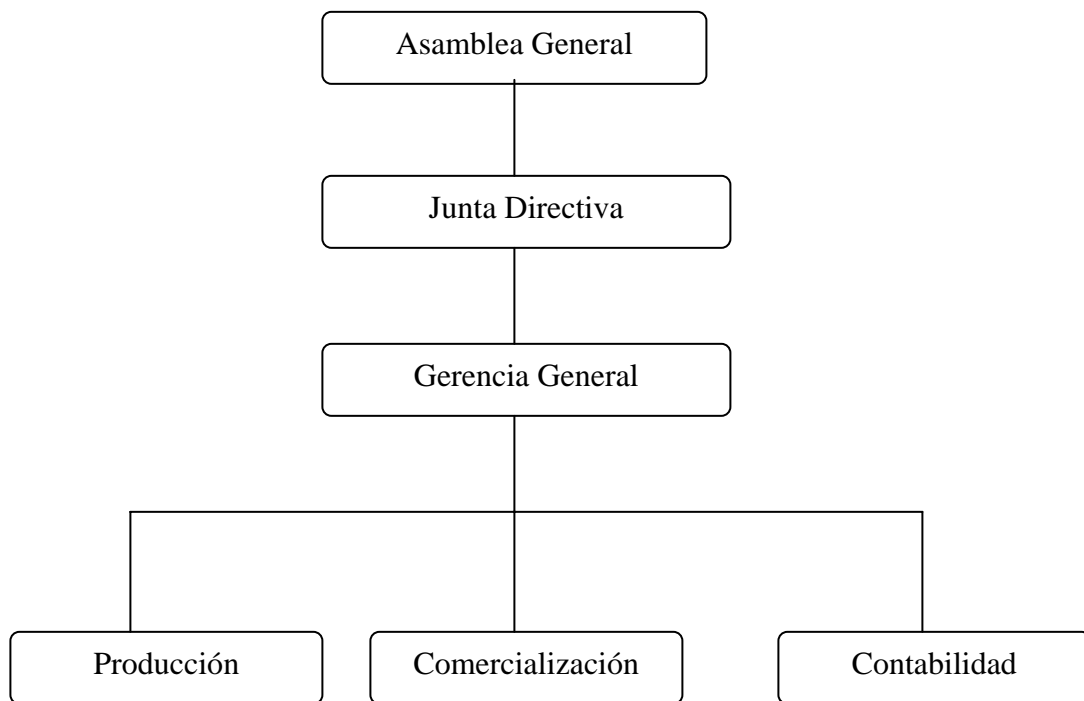 Asamblea General
Junta Directiva
Gerencia General
Producción
Comercialización
Contabilidad